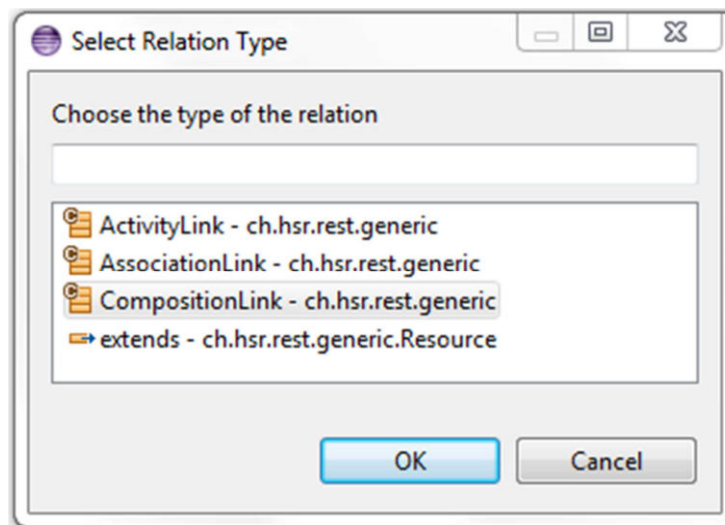 Select Relation Type
Choose the type of the relation
ActivityLink - ch.hsr.rest.generic
AssociationLink - ch.hsr.rest.generic
CompositionLink - ch.hsr.rest.generic
extends - ch.hsr.rest.generic.Resource
OK Cancel